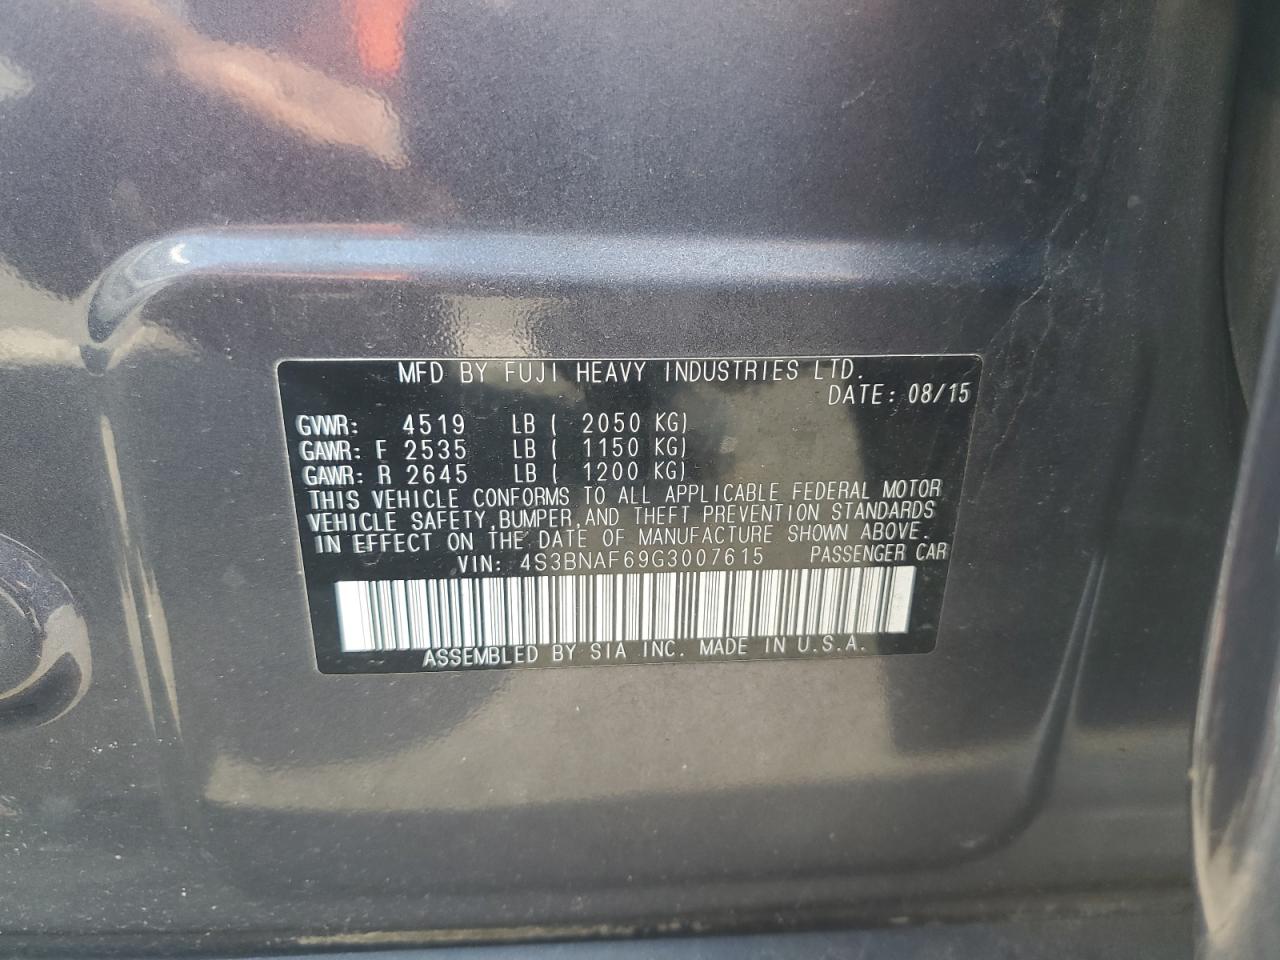 MFD BY FUJI HEAVY INDUSTRIES LTD.
DATE: 08/15
GVWR: 4519 LB ( 2050 KG)
GAWR: F 2535 LB ( 1150 KG)
GAWR: R 2645 LB ( 1200 KG)
THIS VEHICLE CONFORMS TO ALL APPLICABLE FEDERAL MOTOR
VEHICLE SAFETY,BUMPER,AND THEFT PREVENTION STANDARDS
IN EFFECT ON THE DATE OF MANUFACTURE SHOWN ABOVE.
VIN: 4S3BNAF69G3007615 PASSENGER CAR
ASSEMBLED BY SIA INC. MADE IN U.S.A.